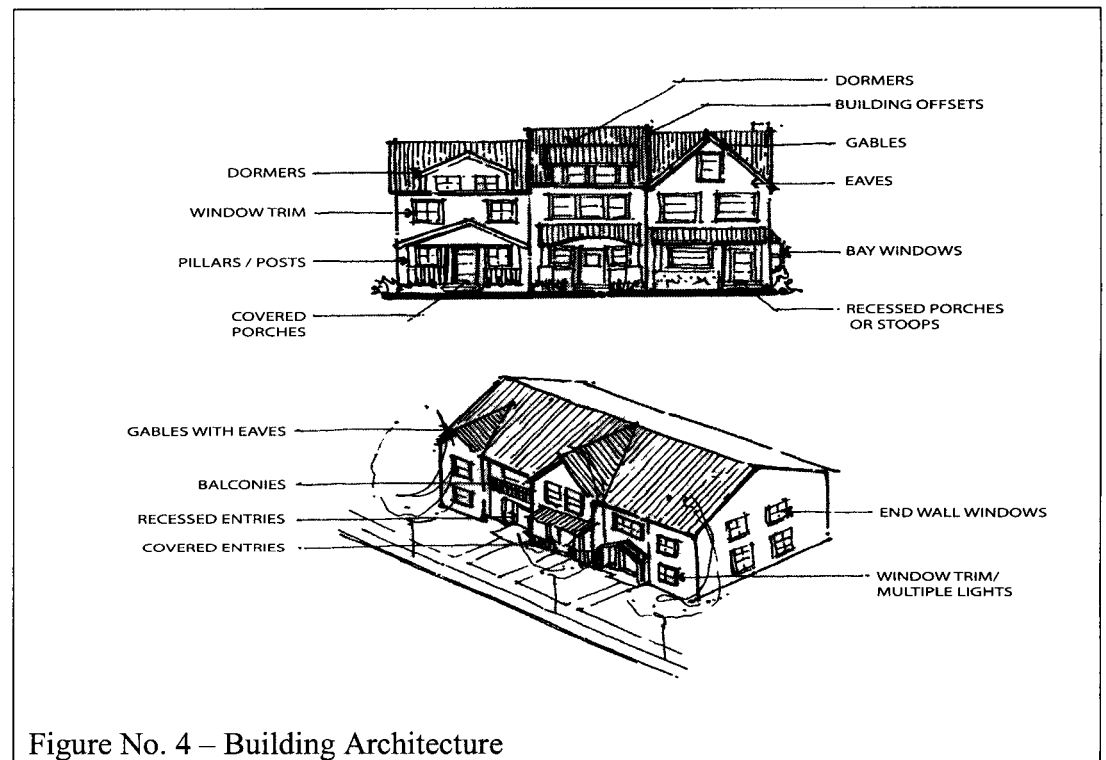 DORMERS
BUILDING OFFSETS
GABLES
EAVES
BAY WINDOWS
RECESSED PORCHES
OR STOOPS
DORMERS
WINDOW TRIM
PILLARS / POSTS
COVERED
PORCHES
GABLES WITH EAVES
BALCONIES
RECESSED ENTRIES
COVERED ENTRIES
END WALL WINDOWS
WINDOW TRIM/
MULTIPLE LIGHTS
Figure No. 4 – Building Architecture